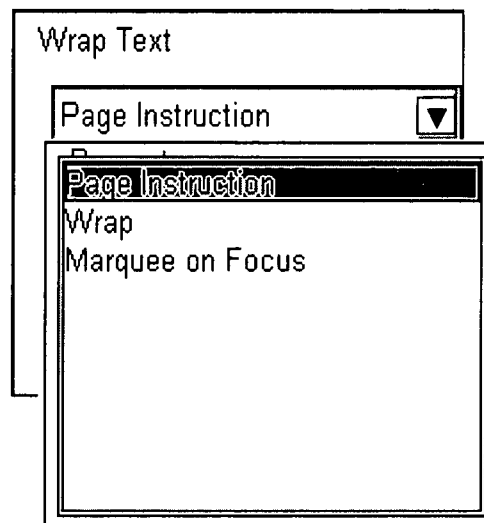 Wrap Text
Page Instruction
Page Instruction
Wrap
Marquee on Focus